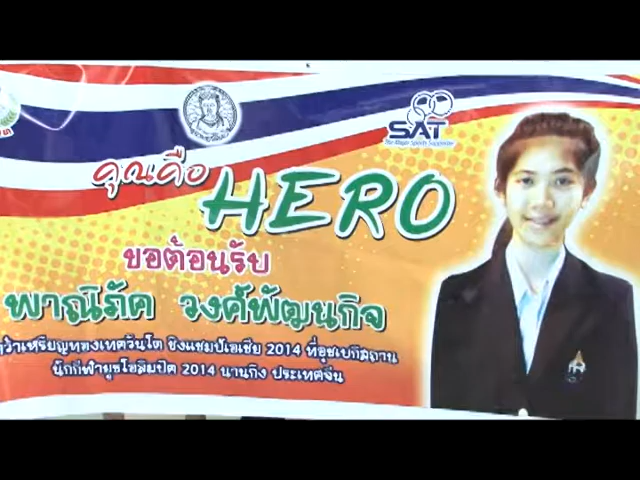 SAT
คุณคือ
HERO
ขอต้อนรับ
พาณิภัค วงศ์พัฒนกิจ
เหรียญทองเทควันโด ชิงแชมป์เอเชีย 2014 ที่อุซเบกิสถาน
นักกีฬายูธโอลิมปิค 2014 นานกิง ประเทศจีน